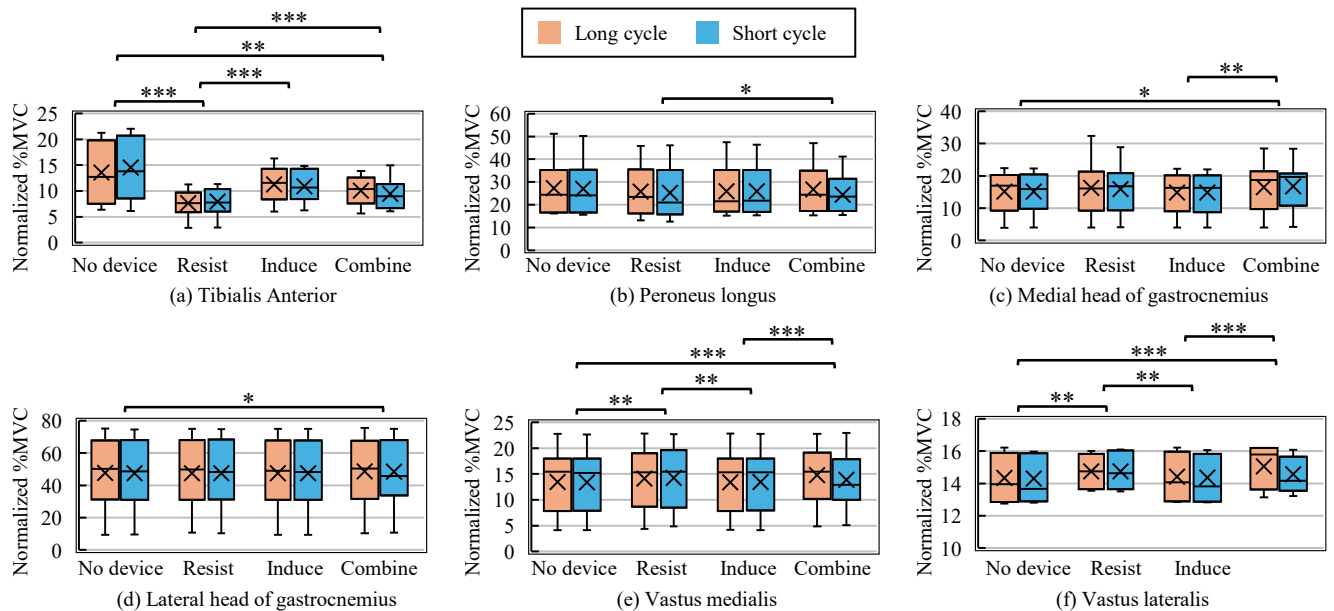 Long cycle
Short cycle
***
**
***
***
Normalized %MVC
25
20
15
10
5
0
No device
Resist
Induce
Combine
(a) Tibialis Anterior
*
Normalized %MVC
60
50
40
30
20
10
0
No device
Resist
Induce
Combine
(b) Peroneus longus
**
*
Normalized %MVC
40
30
20
10
0
No device
Resist
Induce
Combine
(c) Medial head of gastrocnemius
*
Normalized %MVC
80
60
40
20
0
No device
Resist
Induce
Combine
(d) Lateral head of gastrocnemius
***
***
**
**
Normalized %MVC
25
20
15
10
5
0
No device
Resist
Induce
Combine
(e) Vastus medialis
***
***
**
**
Normalized %MVC
18
16
14
12
10
No device
Resist
Induce
(f) Vastus lateralis